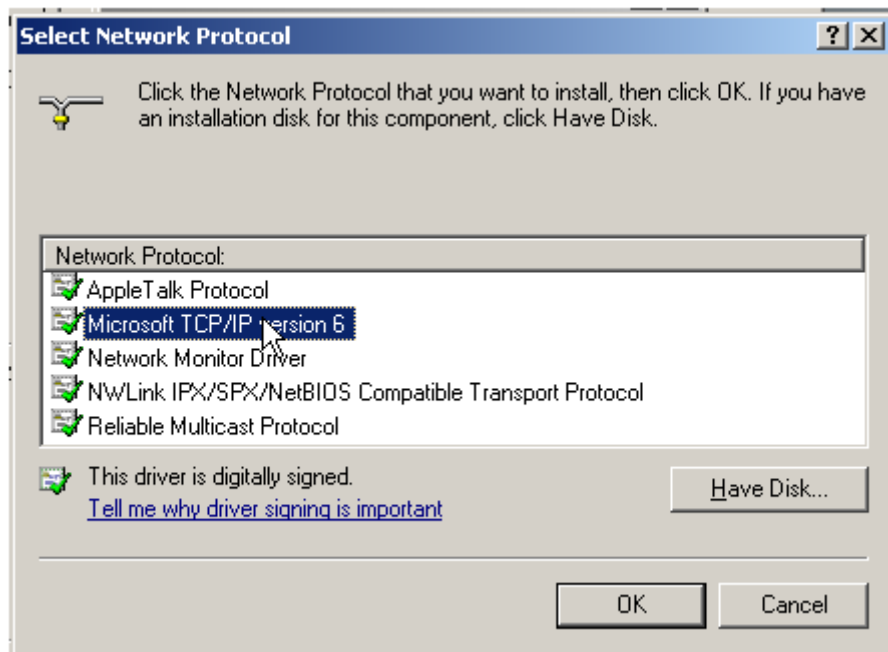 Select Network Protocol
Click the Network Protocol that you want to install, then click OK. If you have
an installation disk for this component, click Have Disk.
Network Protocol:
AppleTalk Protocol
Microsoft TCP/IP version 6
Network Monitor Driver
NWLink IPX/SPX/NetBIOS Compatible Transport Protocol
Reliable Multicast Protocol
This driver is digitally signed.
Have Disk...
Tell me why driver signing is important
OK Cancel